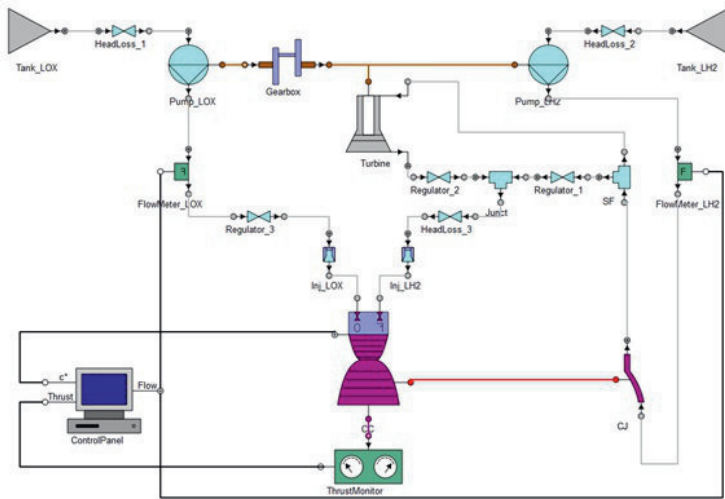 HeadLoss_1
HeadLoss_2
Tank_LOX
Tank_LH2
Pump_LOX
Gearbox
Pump_LH2
Turbine
Regulator_2
Regulator_1
Junct
SF
FlowMeter_LOX
FlowMeter_LH2
F
F
Regulator_3
HeadLoss_3
Inj_LOX
Inj_LH2
O
F
c*
Thrust
Flow
ControlPanel
CC
CJ
ThrustMonitor